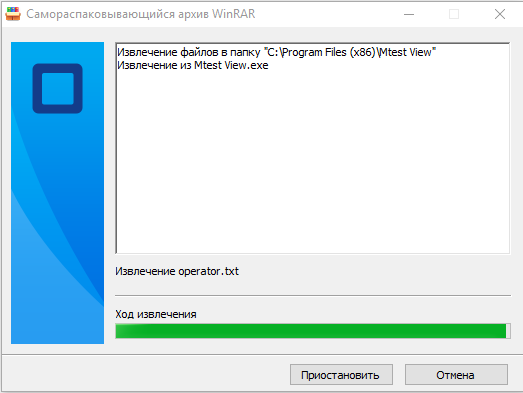 Самораспаковывающийся архив WinRAR
Извлечение файлов в папку "C:\Program Files (x86)\Mtest View"
Извлечение из Mtest View.exe
Извлечение operator.txt
Ход извлечения
Приостановить
Отмена